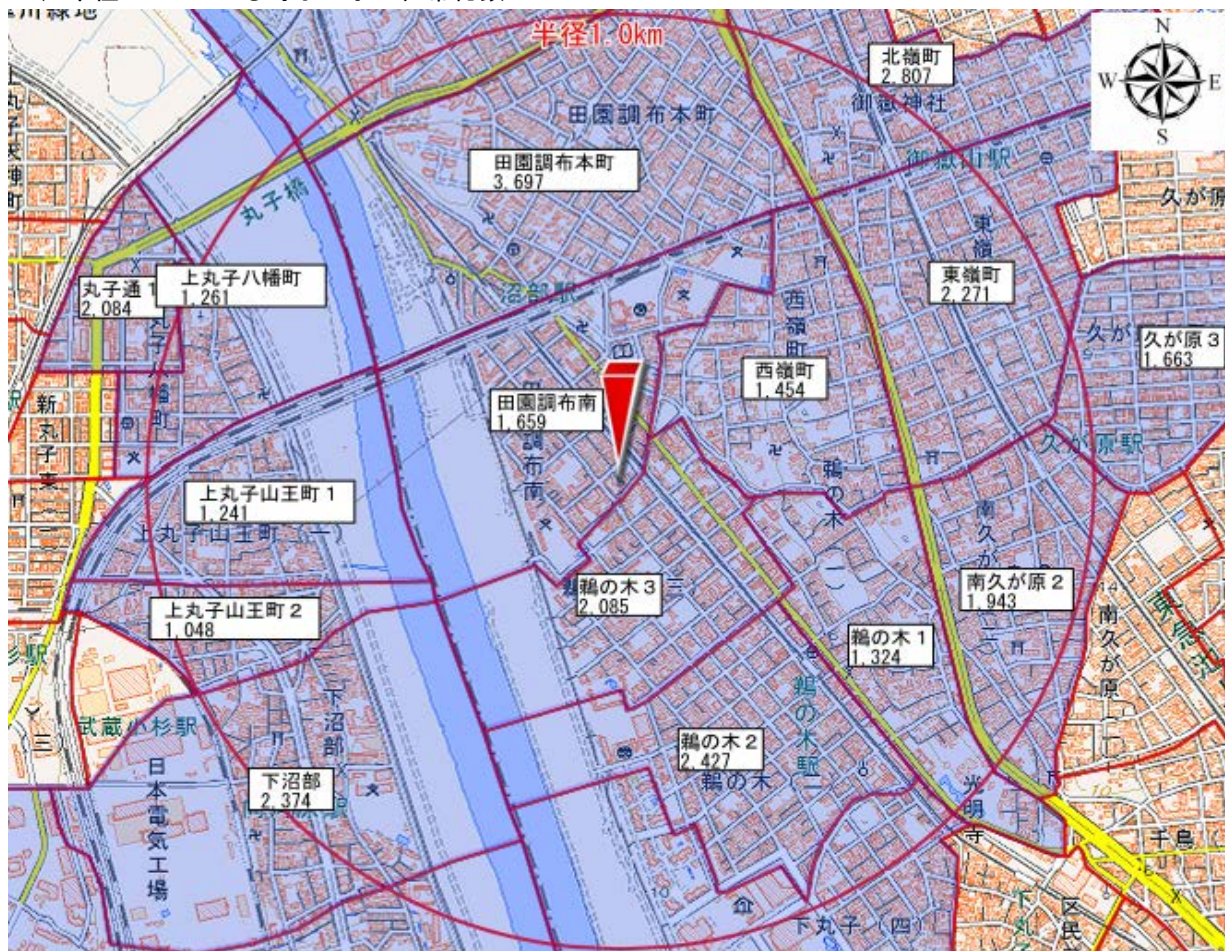 半径1.0km
N
W
E
S
北嶺町
2.807
御嶽神社
田園調布本町
田園調布本町
3.697
御嶽山駅
久が原
丸子橋
東嶺
東嶺町
2.271
上丸子八幡町
1.261
丸子通1
2.084
沼部駅
西嶺町
西嶺町
1.454
久が原3
1.663
田園調布南
1.659
新丸子東
久が原駅
鵜の木
上丸子山王町1
1.241
上丸子山王町(一)
鵜の木3
2.085
南久が原2
1.943
上丸子山王町2
1.048
鵜の木1
1.324
南久が原
武蔵小杉駅
下沼部
鵜の木駅
鵜の木2
2.427
鵜の木
下沼部
2.374
日本電気工場
光明寺
千鳥
下丸子(四)
下丸
区民